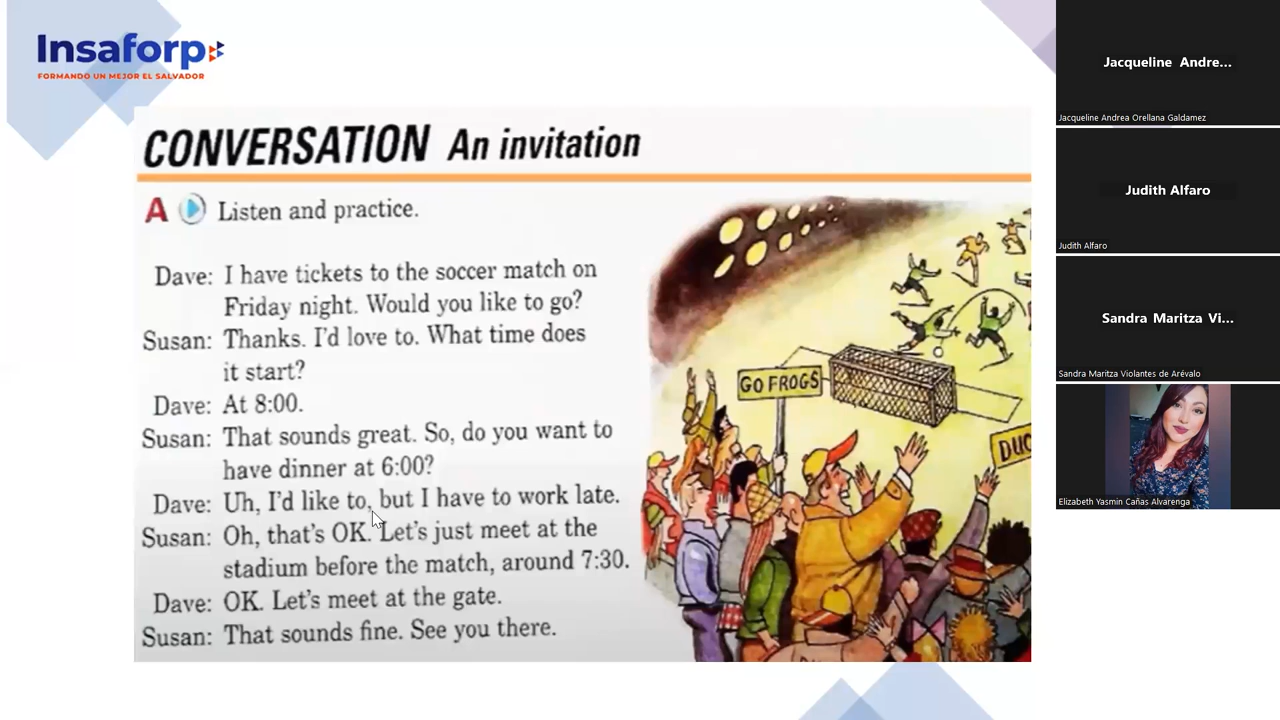 Insaforp
FORMANDO UN MEJOR EL SALVADOR
CONVERSATION An invitation
A Listen and practice.
Dave: I have tickets to the soccer match on
Friday night. Would you like to go?
Susan: Thanks. I'd love to. What time does
it start?
Dave: At 8:00.
Susan: That sounds great. So, do you want to
have dinner at 6:00?
Dave: Uh, I'd like to, but I have to work late.
Susan: Oh, that's OK. Let's just meet at the
stadium before the match, around 7:30.
Dave: OK. Let's meet at the gate.
Susan: That sounds fine. See you there.
GO FROGS
DUC
Jacqueline Andre...
Jacqueline Andrea Orellana Galdamez
Judith Alfaro
Judith Alfaro
Sandra Maritza Vi...
Sandra Maritza Violantes de Arévalo
Elizabeth Yasmin Cañas Alvarenga